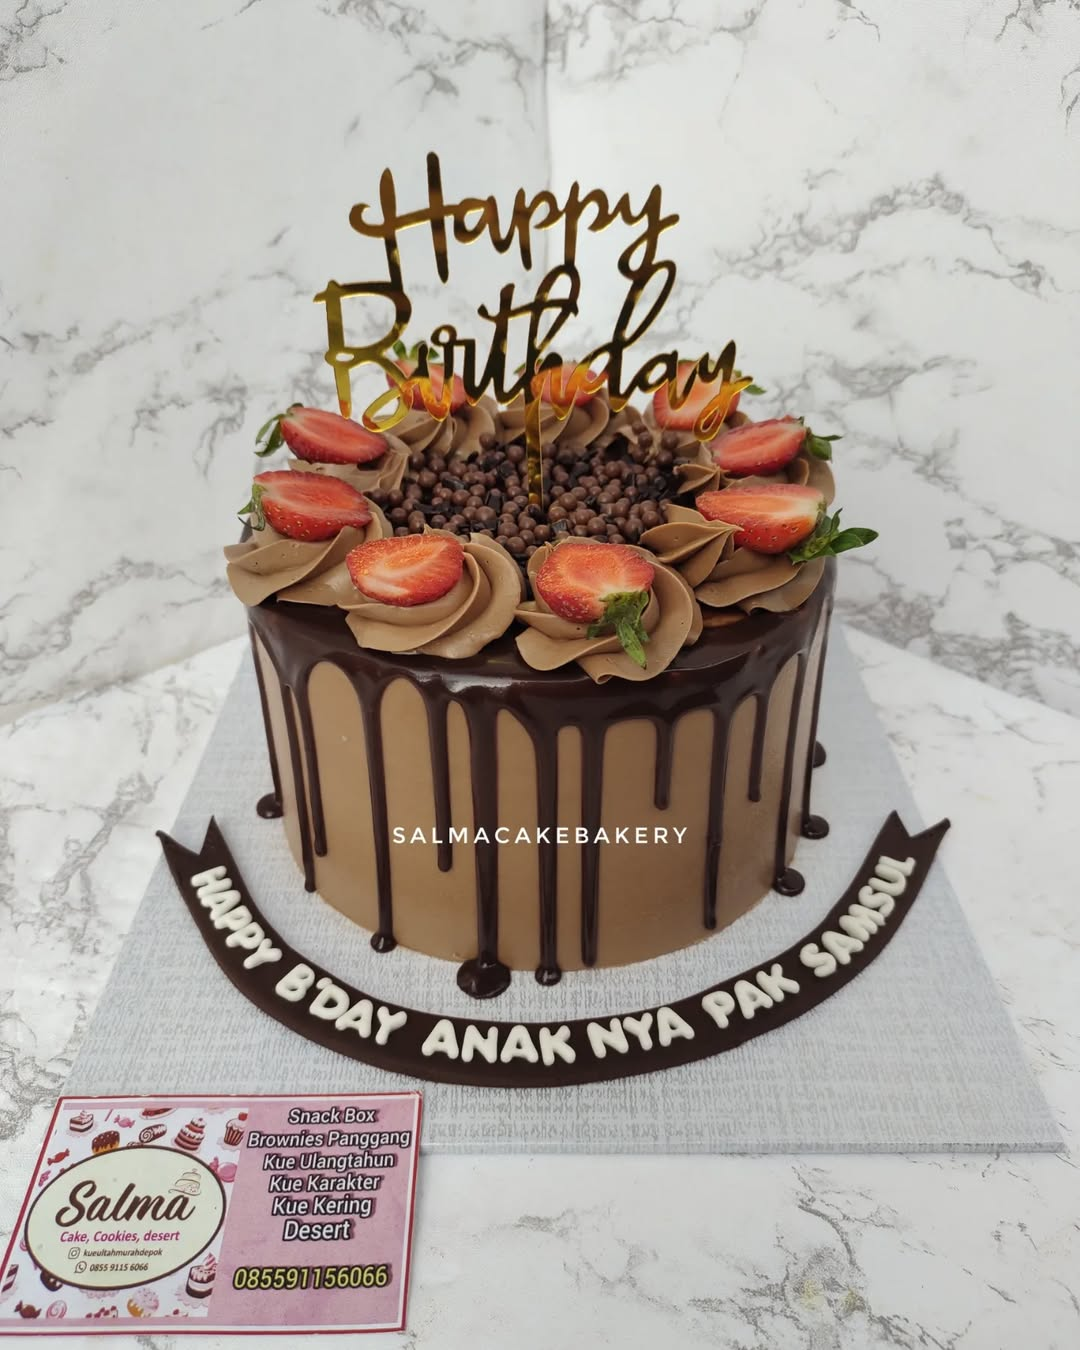 Happy
Birthday
SALMACAKEBAKERY
HAPPY B'DAY ANAK NYA PAK SAMSUL
Salma
Cake, Cookies, desert
kueultahmurahdepok
0855 9115 6066
Snack Box
Brownies Panggang
Kue Ulangtahun
Kue Karakter
Kue Kering
Desert
085591156066